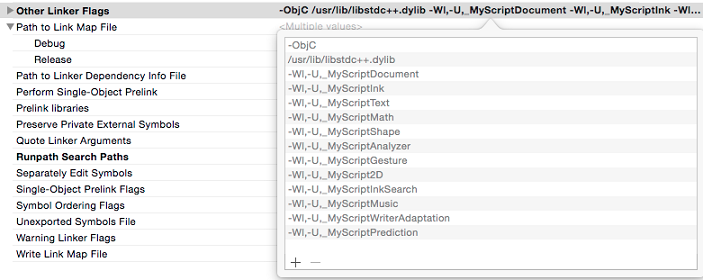 Other Linker Flags
-ObjC /usr/lib/libstdc++.dylib -Wl,-U,_MyScriptDocument -Wl,-U,_MyScriptInk -Wl...
Path to Link Map File
<Multiple values>
Debug
Release
Path to Linker Dependency Info File
Perform Single-Object Prelink
Prelink libraries
Preserve Private External Symbols
Quote Linker Arguments
Runpath Search Paths
Separately Edit Symbols
Single-Object Prelink Flags
Symbol Ordering Flags
Unexported Symbols File
Warning Linker Flags
Write Link Map File
-ObjC
/usr/lib/libstdc++.dylib
-Wl,-U,_MyScriptDocument
-Wl,-U,_MyScriptInk
-Wl,-U,_MyScriptText
-Wl,-U,_MyScriptMath
-Wl,-U,_MyScriptShape
-Wl,-U,_MyScriptAnalyzer
-Wl,-U,_MyScriptGesture
-Wl,-U,_MyScript2D
-Wl,-U,_MyScriptInkSearch
-Wl,-U,_MyScriptMusic
-Wl,-U,_MyScriptWriterAdaptation
-Wl,-U,_MyScriptPrediction